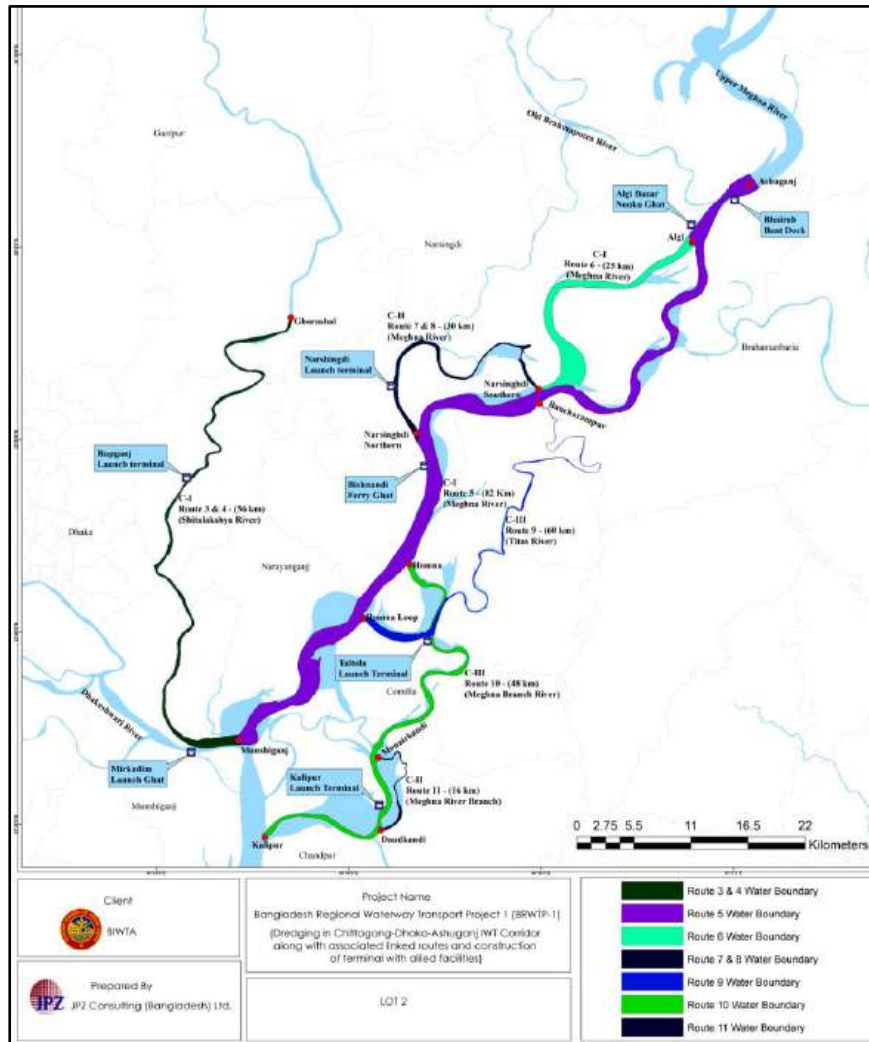 Upper Meghna River
Old Brahmaputra River
Gazipur
Ashuganj
Algi Bazar
Nouka Ghat
Bhairab
Boat Dock
Algi
Narsingdi
C-I
Route 6 - (25 km)
(Meghna River)
Ghorashal
C-II
Route 7 & 8 - (30 km)
(Meghna River)
Brahamanbaria
Narshingdi
Launch terminal
Narsinghdi
Southern
Bancharampur
Narsinghdi
Northern
Rupganj
Launch terminal
Bishnandi
Ferry Ghat
C-I
Route 5 - (82 Km)
(Meghna River)
C-I
Route 3 & 4 - (56 km)
(Shitalakshya River)
C-III
Route 9 - (60 km)
(Titas River)
Dhaka
Narayanganj
Homna
Homna Loop
Launch Terminal
C-III
Route 10 - (48 km)
(Meghna Branch River)
Comilla
Dhakeshwari River
Munshiganj
Mirkadim
Launch Ghat
Kalipur
Launch Terminal
C-II
Route 11 - (16 km)
(Meghna River Branch)
Munshiganj
Kalipur
Daudkandi
Chandpur
0 2.75 5.5 11 16.5 22
Kilometers
Client
BIWTA
Project Name
Bangladesh Regional Waterway Transport Project 1 (BRWTP-1)
(Dredging in Chittagong-Dhaka-Ashuganj IWT Corridor
along with associated linked routes and construction
of terminal with allied facilities)
Prepared By
JPZ
JPZ Consulting (Bangladesh) Ltd.
LOT 2
Route 3 & 4 Water Boundary
Route 5 Water Boundary
Route 6 Water Boundary
Route 7 & 8 Water Boundary
Route 9 Water Boundary
Route 10 Water Boundary
Route 11 Water Boundary